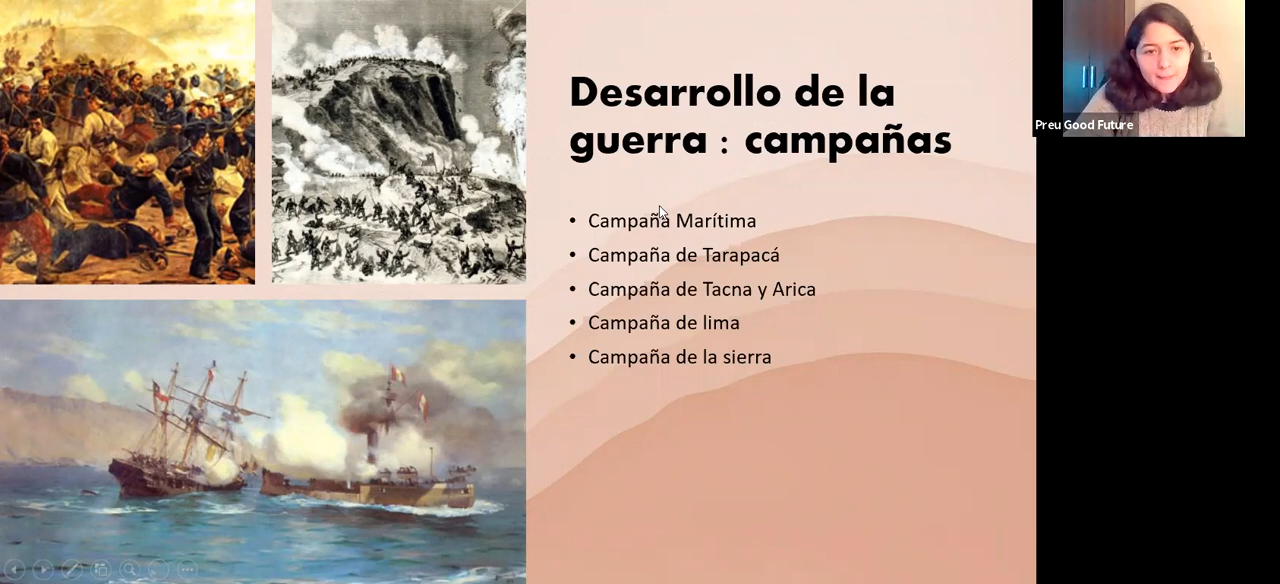 Desarrollo de la
guerra : campañas
• Campaña Marítima
• Campaña de Tarapacá
• Campaña de Tacna y Arica
• Campaña de lima
• Campaña de la sierra
Preu Good Future